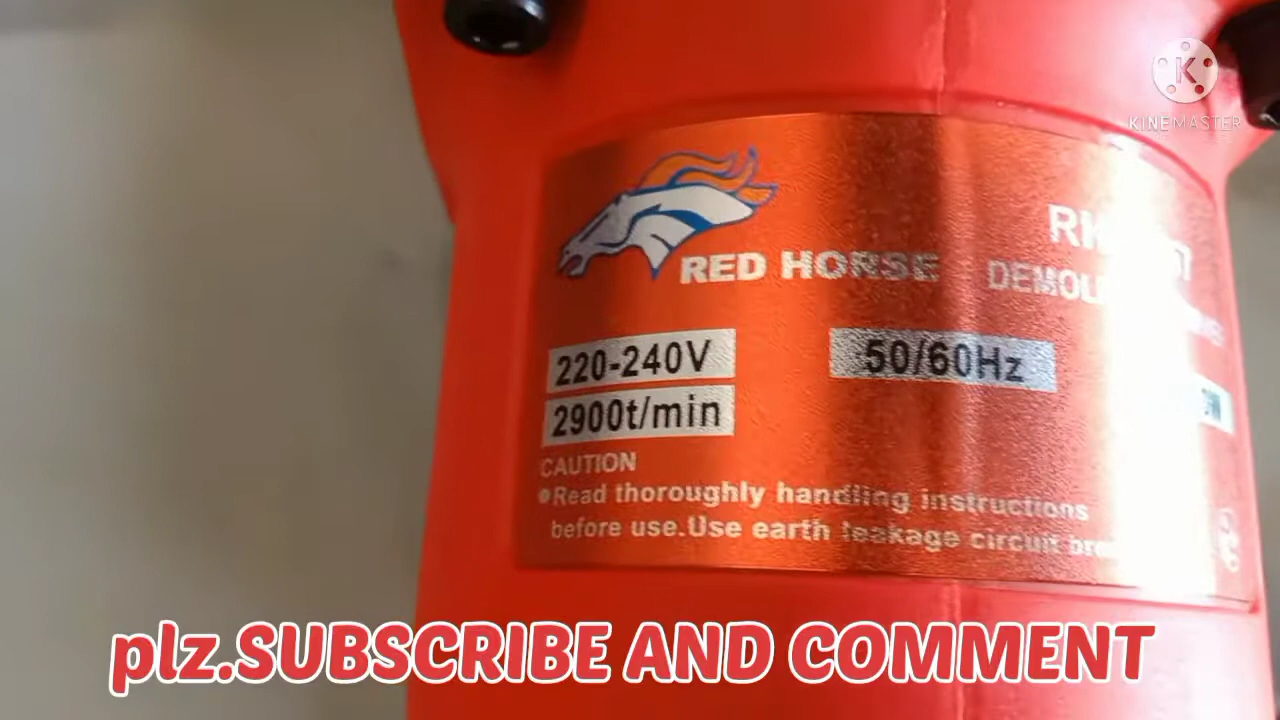 KINEMASTER
RED HORSE
220-240V
50/60Hz
2900t/min
CAUTION
•Read thoroughly handling instructions
before use.Use earth leakage circuit
plz.SUBSCRIBE AND COMMENT